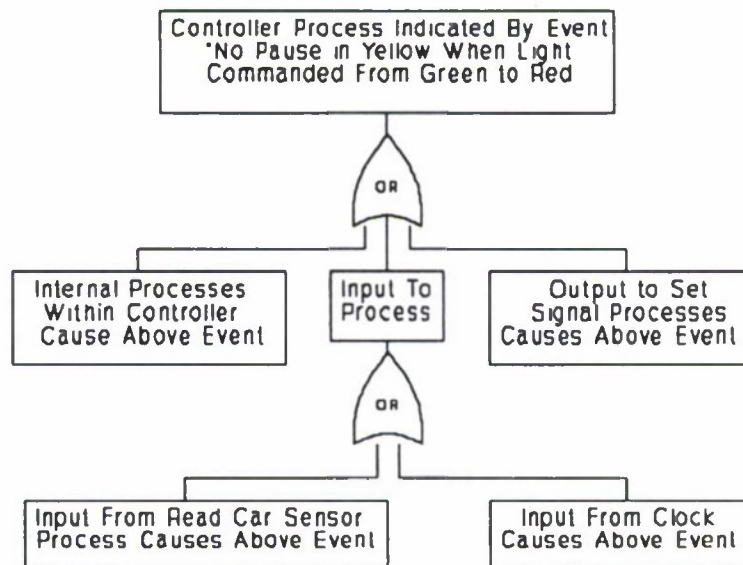 Controller Process Indicated By Event
"No Pause in Yellow When Light
Commanded From Green to Red
OR
Internal Processes
Within Controller
Cause Above Event
Input To
Process
Output to Set
Signal Processes
Causes Above Event
OR
Input From Read Car Sensor
Process Causes Above Event
Input From Clock
Causes Above Event